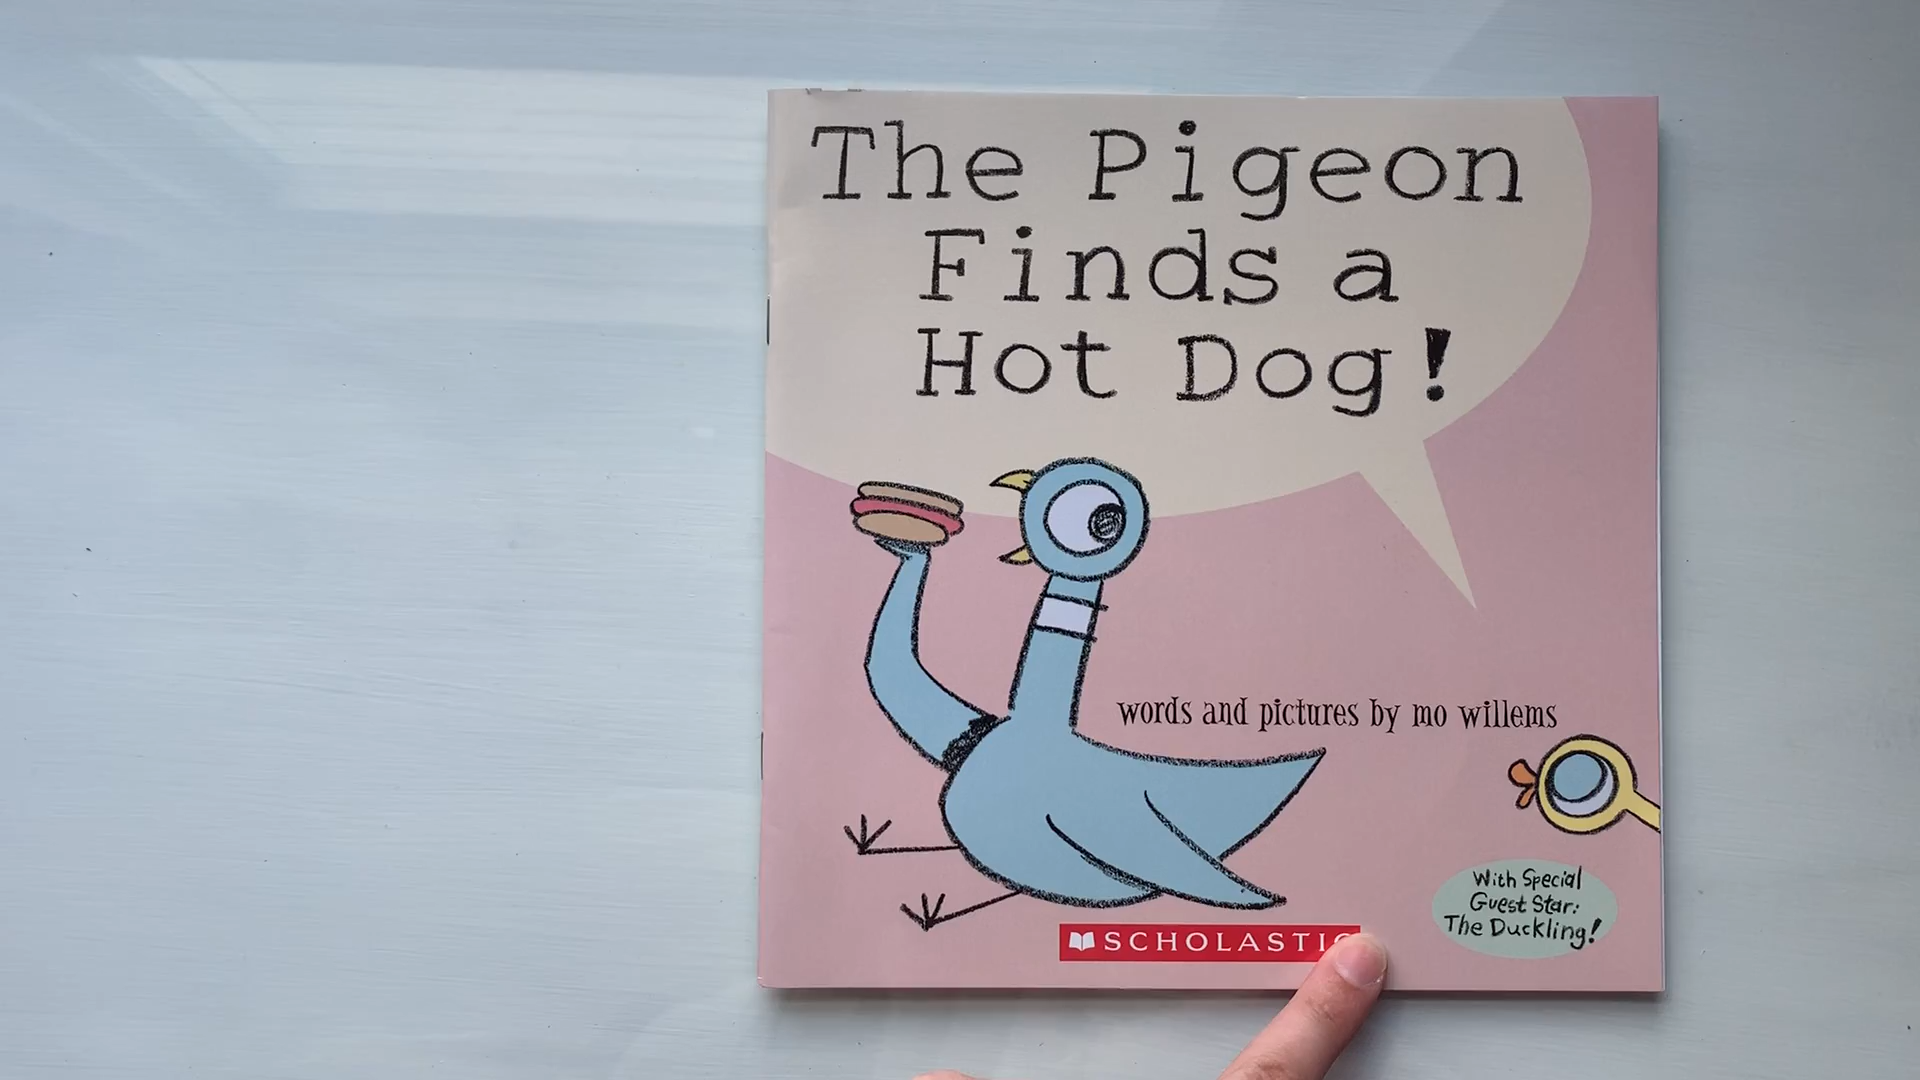 The Pigeon
Finds a
Hot Dog!
words and pictures by mo willems
With Special
Guest Star:
The Duckling!
SCHOLASTIC